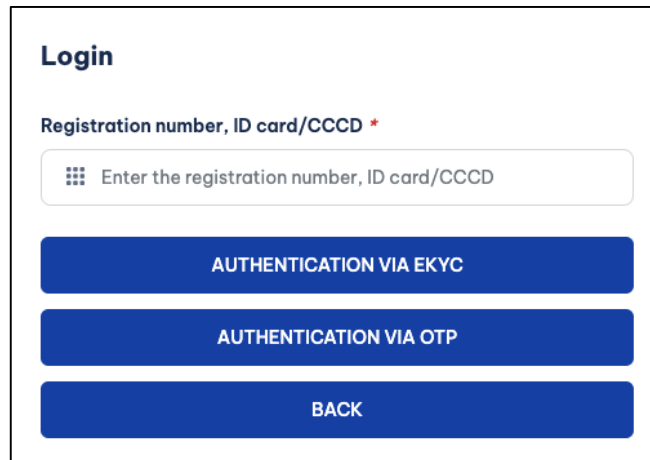 Login
Registration number, ID card/CCCD *
Enter the registration number, ID card/CCCD
AUTHENTICATION VIA EKYC
AUTHENTICATION VIA OTP
BACK